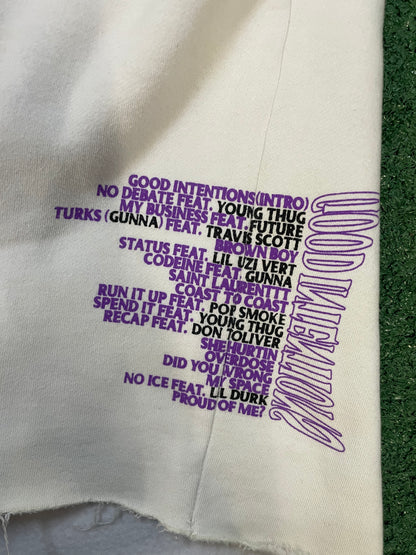 GOOD INTENTIONS (INTRO)
NO DEBATE FEAT. YOUNG THUG
MY BUSINESS FEAT. FUTURE
TURKS (GUNNA) FEAT. TRAVIS SCOTT
BROWN BOY
STATUS FEAT. LIL UZI VERT
CODEINE FEAT. GUNNA
SAINT LAURENTTT
COAST TO COAST
RUN IT UP FEAT. POP SMOKE
SPEND IT FEAT. YOUNG THUG
RECAP FEAT. DON TOLIVER
SHE HURTIN
OVERDOSE
DID YOU WRONG
MY SPACE
NO ICE FEAT. LIL DURK
PROUD OF ME?
GOOD INTENTIONS